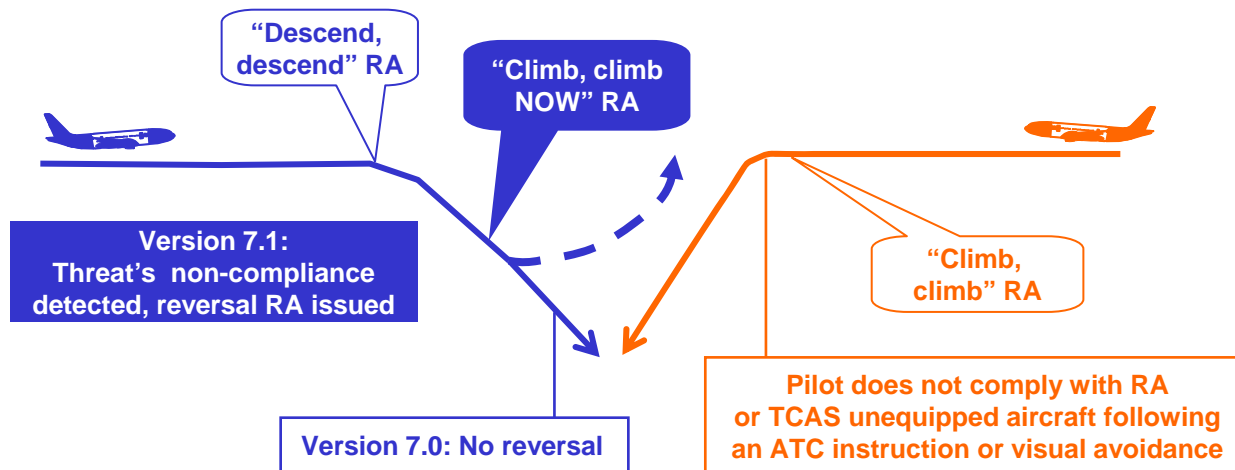 “Descend,
descend” RA
“Climb, climb
NOW” RA
Version 7.1:
Threat’s non-compliance
detected, reversal RA issued
“Climb,
climb” RA
Version 7.0: No reversal
Pilot does not comply with RA
or TCAS unequipped aircraft following
an ATC instruction or visual avoidance